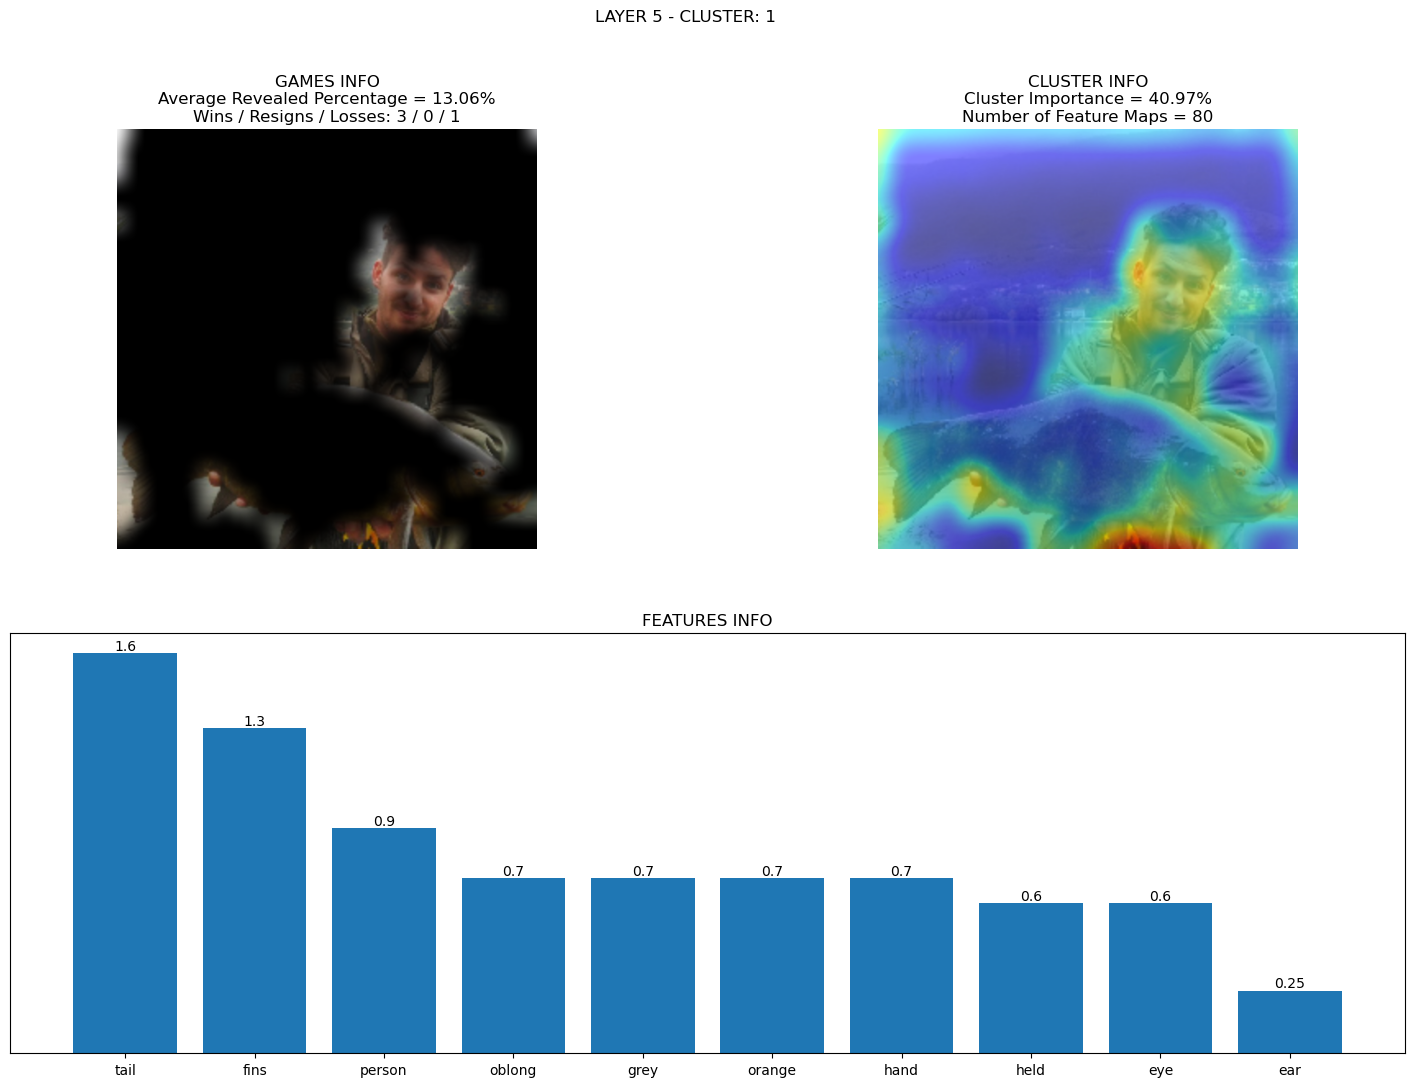 LAYER 5 - CLUSTER: 1
GAMES INFO
Average Revealed Percentage = 13.06%
Wins / Resigns / Losses: 3 / 0 / 1
CLUSTER INFO
Cluster Importance = 40.97%
Number of Feature Maps = 80
FEATURES INFO
1.6
1.3
0.9
0.7
0.7
0.7
0.7
0.6
0.6
0.25
tail
fins
person
oblong
grey
orange
hand
held
eye
ear